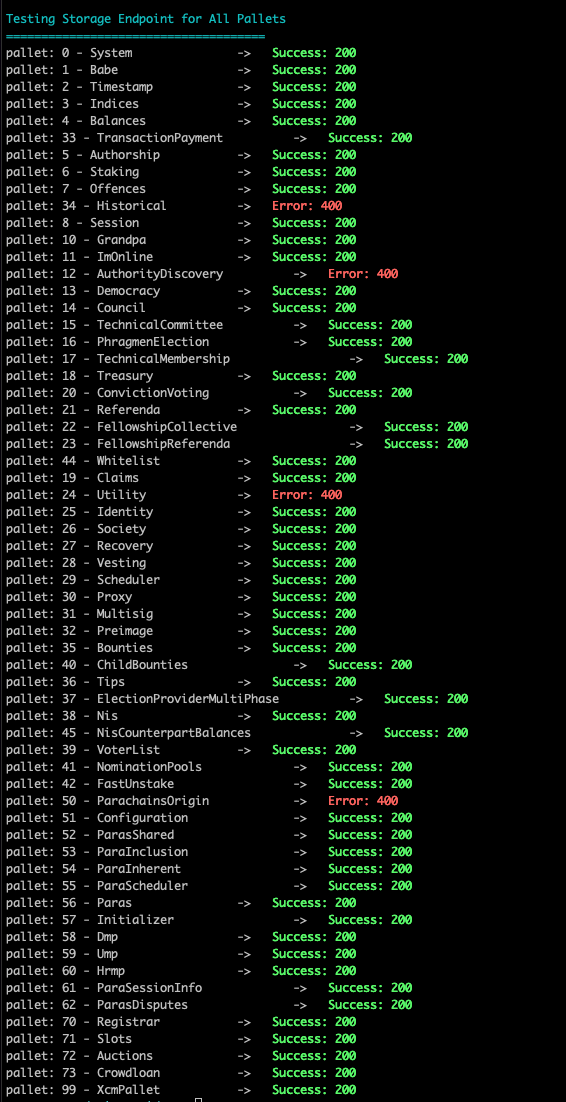 Testing Storage Endpoint for All Pallets
=====================================
pallet: 0 - System -> Success: 200
pallet: 1 - Babe -> Success: 200
pallet: 2 - Timestamp -> Success: 200
pallet: 3 - Indices -> Success: 200
pallet: 4 - Balances -> Success: 200
pallet: 33 - TransactionPayment -> Success: 200
pallet: 5 - Authorship -> Success: 200
pallet: 6 - Staking -> Success: 200
pallet: 7 - Offences -> Success: 200
pallet: 34 - Historical -> Error: 400
pallet: 8 - Session -> Success: 200
pallet: 10 - Grandpa -> Success: 200
pallet: 11 - ImOnline -> Success: 200
pallet: 12 - AuthorityDiscovery -> Error: 400
pallet: 13 - Democracy -> Success: 200
pallet: 14 - Council -> Success: 200
pallet: 15 - TechnicalCommittee -> Success: 200
pallet: 16 - PhragmenElection -> Success: 200
pallet: 17 - TechnicalMembership -> Success: 200
pallet: 18 - Treasury -> Success: 200
pallet: 20 - ConvictionVoting -> Success: 200
pallet: 21 - Referenda -> Success: 200
pallet: 22 - FellowshipCollective -> Success: 200
pallet: 23 - FellowshipReferenda -> Success: 200
pallet: 44 - Whitelist -> Success: 200
pallet: 19 - Claims -> Success: 200
pallet: 24 - Utility -> Error: 400
pallet: 25 - Identity -> Success: 200
pallet: 26 - Society -> Success: 200
pallet: 27 - Recovery -> Success: 200
pallet: 28 - Vesting -> Success: 200
pallet: 29 - Scheduler -> Success: 200
pallet: 30 - Proxy -> Success: 200
pallet: 31 - Multisig -> Success: 200
pallet: 32 - Preimage -> Success: 200
pallet: 35 - Bounties -> Success: 200
pallet: 40 - ChildBounties -> Success: 200
pallet: 36 - Tips -> Success: 200
pallet: 37 - ElectionProviderMultiPhase -> Success: 200
pallet: 38 - Nis -> Success: 200
pallet: 45 - NisCounterpartBalances -> Success: 200
pallet: 39 - VoterList -> Success: 200
pallet: 41 - NominationPools -> Success: 200
pallet: 42 - FastUnstake -> Success: 200
pallet: 50 - ParachainsOrigin -> Error: 400
pallet: 51 - Configuration -> Success: 200
pallet: 52 - ParasShared -> Success: 200
pallet: 53 - ParaInclusion -> Success: 200
pallet: 54 - ParaInherent -> Success: 200
pallet: 55 - ParaScheduler -> Success: 200
pallet: 56 - Paras -> Success: 200
pallet: 57 - Initializer -> Success: 200
pallet: 58 - Dmp -> Success: 200
pallet: 59 - Ump -> Success: 200
pallet: 60 - Hrmp -> Success: 200
pallet: 61 - ParaSessionInfo -> Success: 200
pallet: 62 - ParasDisputes -> Success: 200
pallet: 70 - Registrar -> Success: 200
pallet: 71 - Slots -> Success: 200
pallet: 72 - Auctions -> Success: 200
pallet: 73 - Crowdloan -> Success: 200
pallet: 99 - XcmPallet -> Success: 200